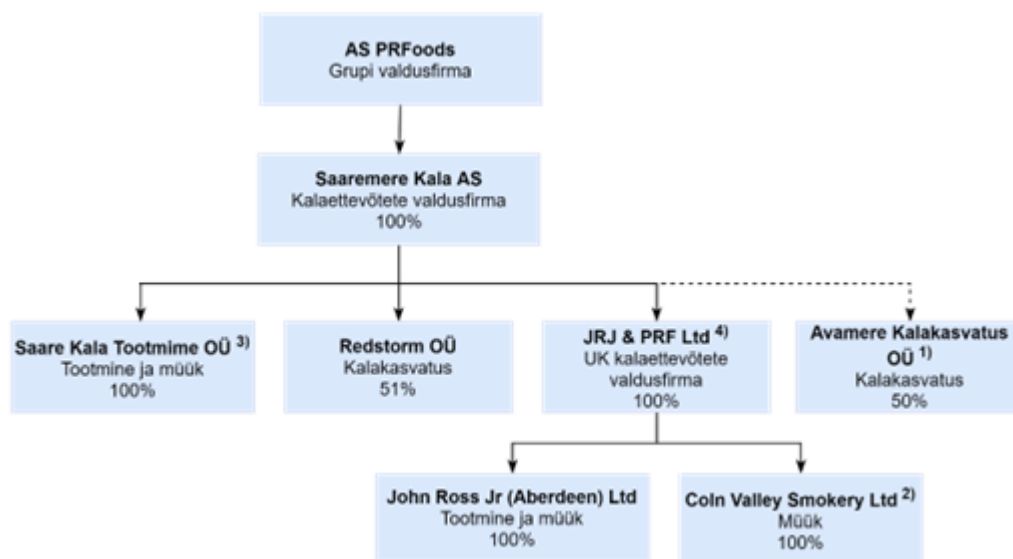 AS PRFoods
Grupi valdusfirma
Saaremere Kala AS
Kalaettevõtete valdusfirma
100%
Saare Kala Tootmime OÜ 3)
Tootmine ja müük
100%
Redstorm OÜ
Kalakasvatus
51%
JRJ & PRF Ltd 4)
UK kalaettevõtete
valdusfirma
100%
Avamere Kalakasvatus
OÜ 1)
Kalakasvatus
50%
John Ross Jr (Aberdeen) Ltd
Tootmine ja müük
100%
Coln Valley Smokery Ltd 2)
Müük
100%